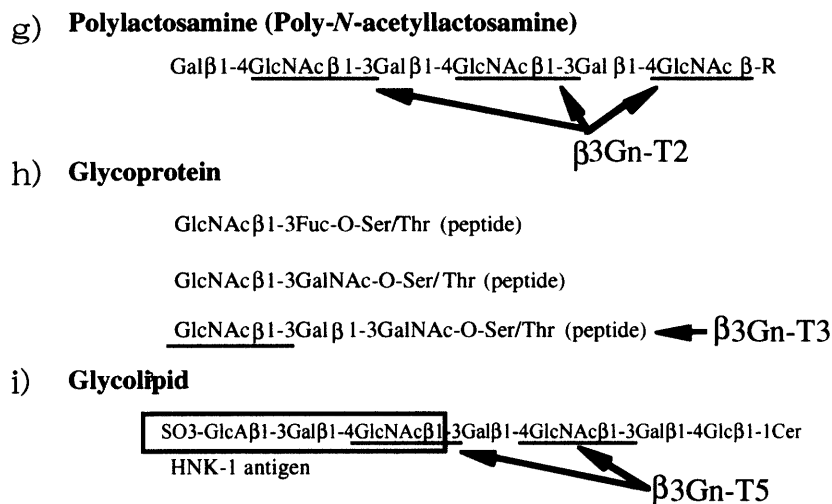 g) Polylactosamine (Poly-N-acetyllactosamine)
Galβ1-4GlcNAcβ1-3Galβ1-4GlcNAcβ1-3Galβ1-4GlcNAcβ-R
β3Gn-T2
h) Glycoprotein
GlcNAcβ1-3Fuc-O-Ser/Thr (peptide)
GlcNAcβ1-3GalNAc-O-Ser/Thr (peptide)
GlcNAcβ1-3Galβ1-3GalNAc-O-Ser/Thr (peptide) β3Gn-T3
i) Glycolipid
SO3-GlcAβ1-3Galβ1-4GlcNAcβ1-3Galβ1-4GlcNAcβ1-3Galβ1-4Glcβ1-1Cer
HNK-1 antigen
β3Gn-T5